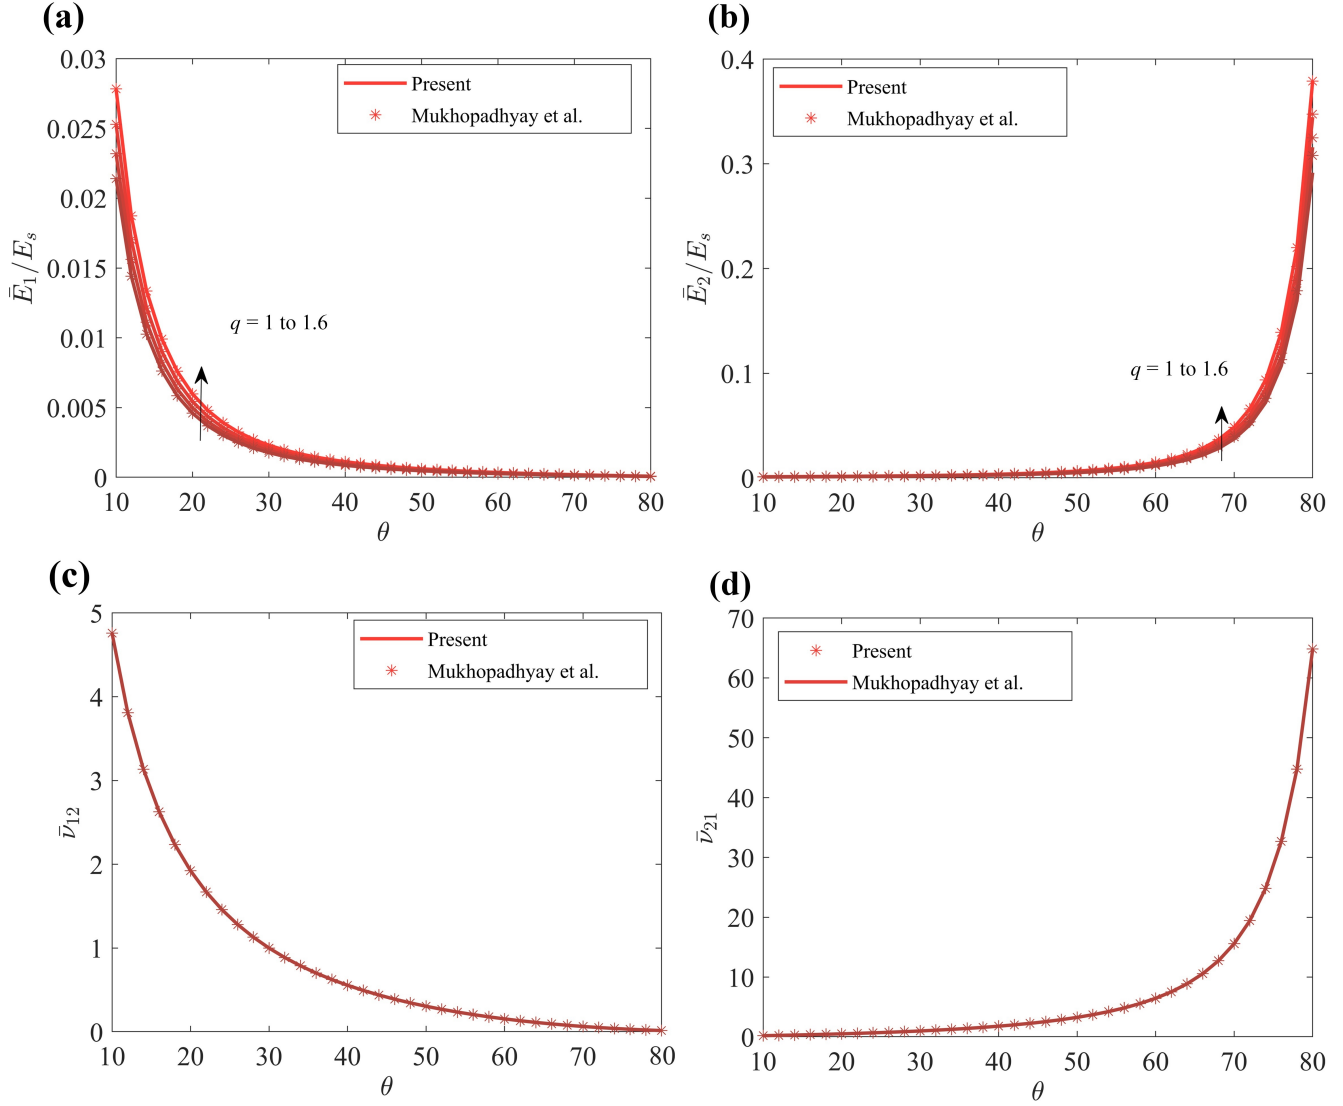 (a)
0.03
0.025
0.02
0.015
0.01
0.005
0
Ē₁/Eₛ
Present
Mukhopadhyay et al.
q = 1 to 1.6
10 20 30 40 50 60 70 80
θ
(b)
0.4
0.3
0.2
0.1
0
Ē₂/Eₛ
Present
Mukhopadhyay et al.
q = 1 to 1.6
10 20 30 40 50 60 70 80
θ
(c)
5
4
3
2
1
0
ν̄₁₂
Present
Mukhopadhyay et al.
10 20 30 40 50 60 70 80
θ
(d)
70
60
50
40
30
20
10
0
ν̄₂₁
Present
Mukhopadhyay et al.
10 20 30 40 50 60 70 80
θ